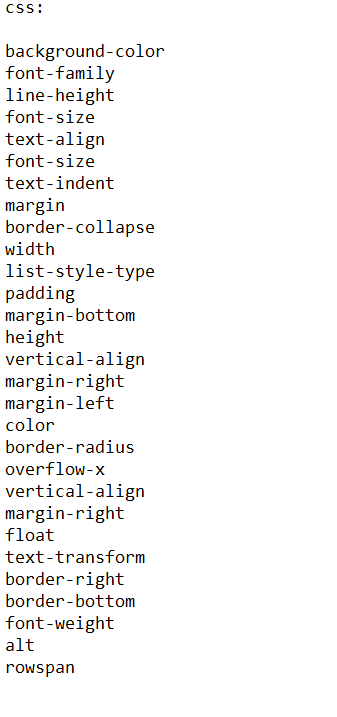 css:
background-color
font-family
line-height
font-size
text-align
font-size
text-indent
margin
border-collapse
width
list-style-type
padding
margin-bottom
height
vertical-align
margin-right
margin-left
color
border-radius
overflow-x
vertical-align
margin-right
float
text-transform
border-right
border-bottom
font-weight
alt
rowspan